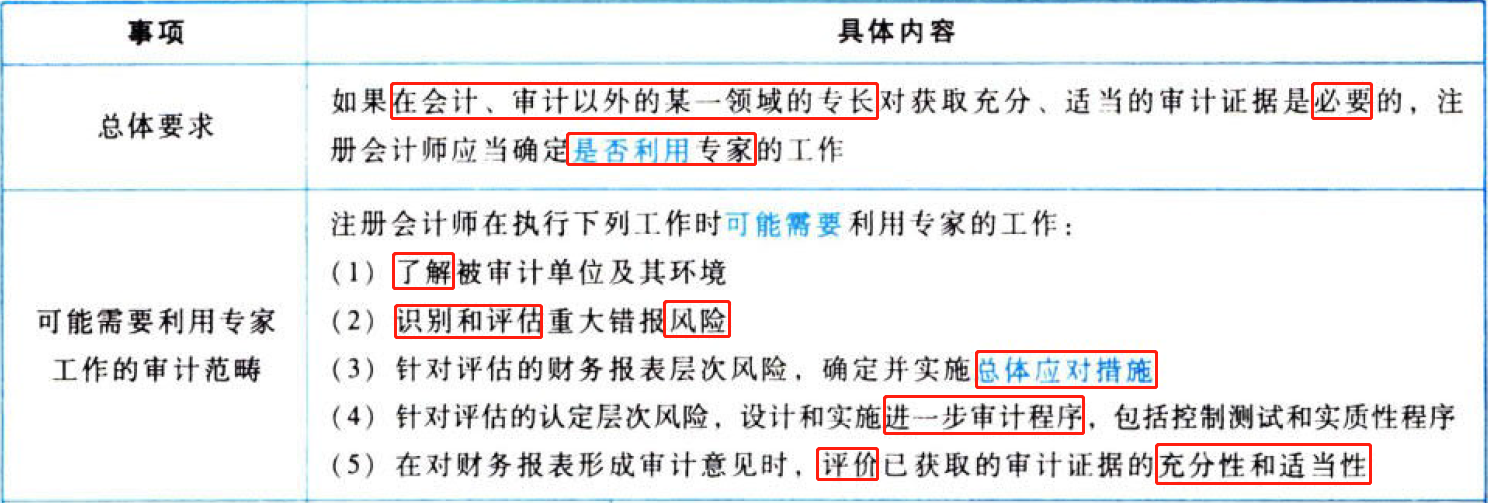 事项
具体内容
总体要求
如果在会计、审计以外的某一领域的专长对获取充分、适当的审计证据是必要的，注
册会计师应当确定是否利用专家的工作
可能需要利用专家
工作的审计范畴
注册会计师在执行下列工作时可能需要利用专家的工作：
(1) 了解被审计单位及其环境
(2) 识别和评估重大错报风险
(3) 针对评估的财务报表层次风险，确定并实施总体应对措施
(4) 针对评估的认定层次风险，设计和实施进一步审计程序，包括控制测试和实质性程序
(5) 在对财务报表形成审计意见时，评价已获取的审计证据的充分性和适当性